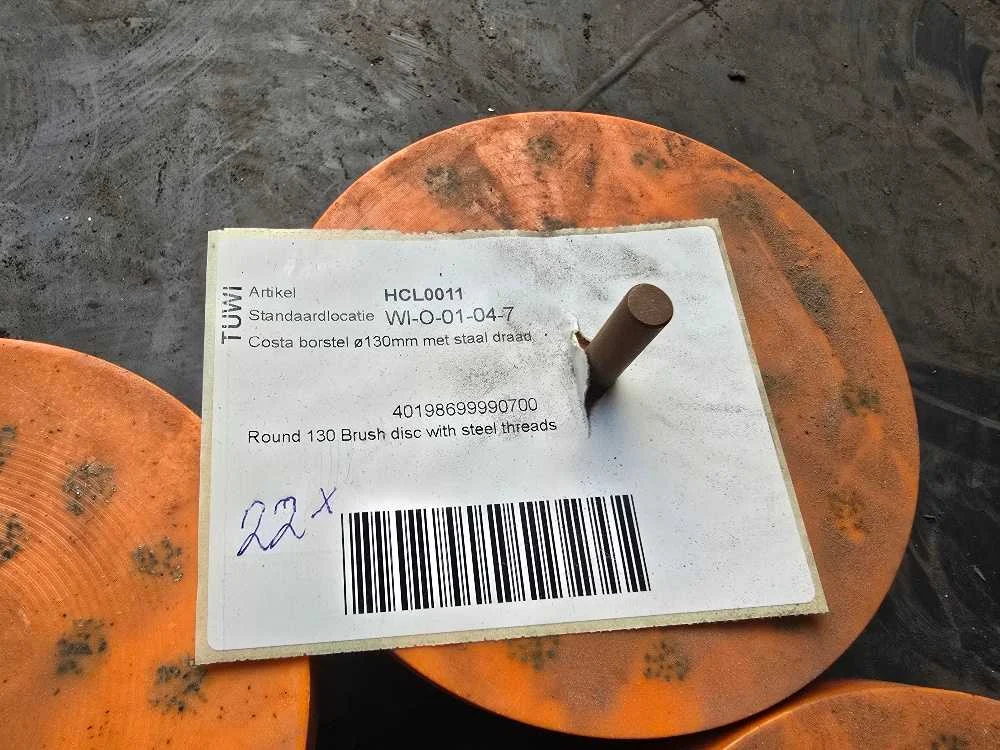 TUWI
Artikel HCL0011
Standaardlocatie WI-O-01-04-7
Costa borstel ø130mm met staal draad
40198699990700
Round 130 Brush disc with steel threads
22 x